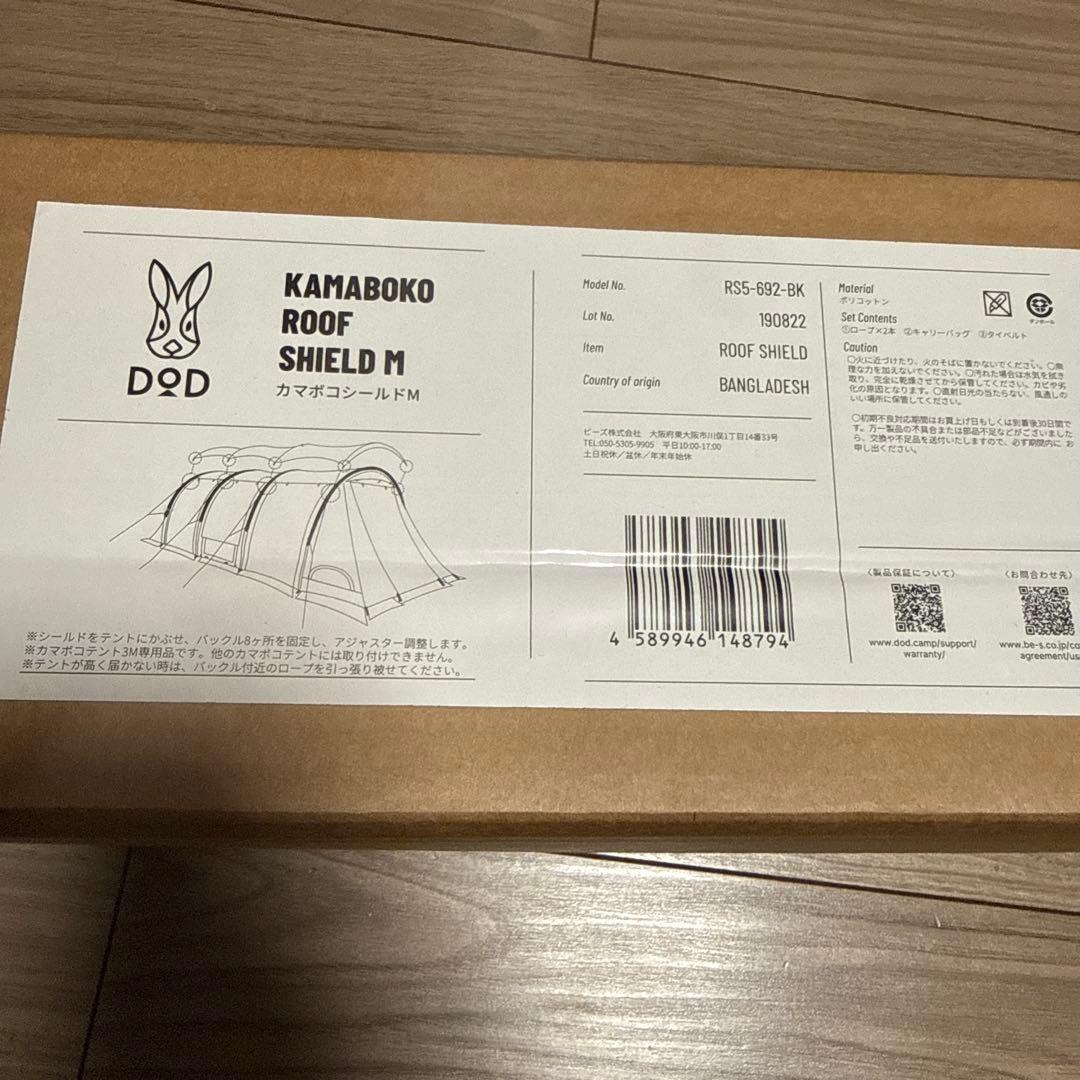 DOD
KAMABOKO
ROOF
SHIELD M
カマボコシールドM
※シールドをテントにかぶせ、バックル8ヶ所を固定し、アジャスター調整します。
※カマボコテント3M専用品です。他のカマボコテントには取り付けできません。
※テントが高く届かない時は、バックル付近のロープを引っ張り被せてください。
Model No. RS5-692-BK
Lot No. 190822
Item ROOF SHIELD
Country of origin BANGLADESH
ビーズ株式会社 大阪府東大阪市川俣1丁目14番33号
TEL:050-5305-9905 平日10:00-17:00
土日祝休／盆休／年末年始休
4 589946 148794
Material
ポリコットン
Set Contents
①ロープ×2本 ②キャリーバッグ ③タイベルト
ダンボール
Caution
〇火に近づけたり、火のそばに置かないでください。〇無
理な力を加えないでください。〇汚れた場合は水気を拭き
取り、完全に乾燥させてから保管してください。カビや劣
化の原因となります。〇直射日光の当たらない、風通しの
いい場所に保管してください。
〇初期不良対応期間はお買上げ日もしくは到着後30日間で
す。万一製品の不具合または部品不足などがございました
ら、交換や不足品を送付いたしますので、必ず期間内に お
申し出ください。
〈製品保証について〉
www.dod.camp/support/
warranty/
〈お問合わせ先〉
www.be-s.co.jp/co
agreement/us